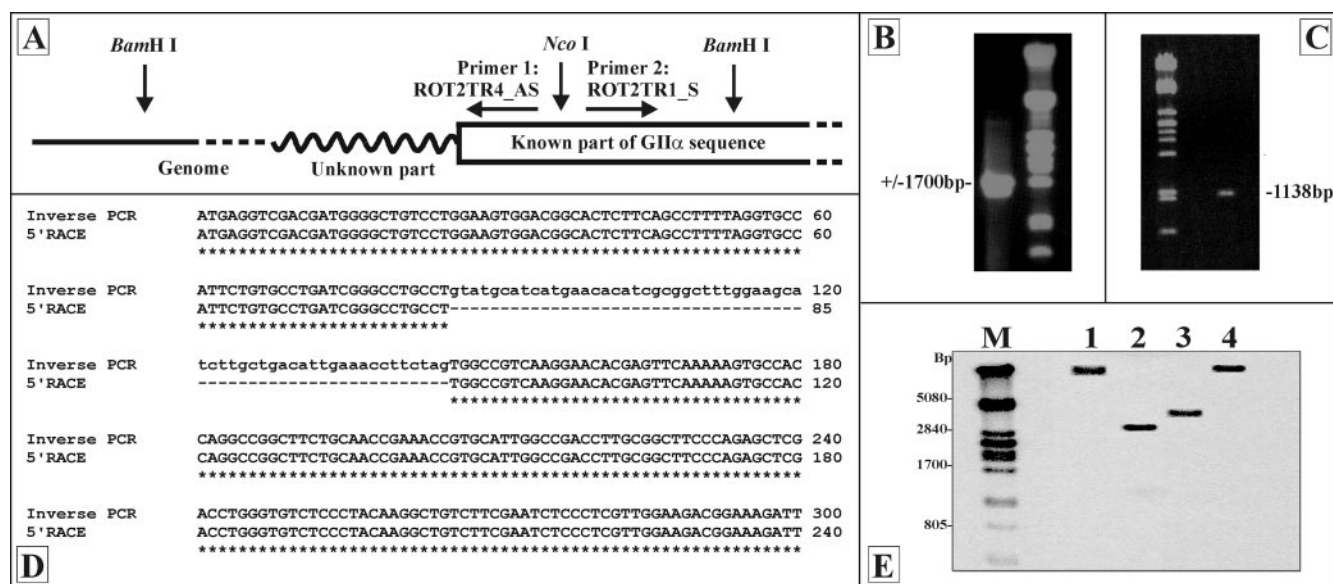 A
BamH I
Nco I
BamH I
Primer 1:
ROT2TR4_AS
Primer 2:
ROT2TR1_S
Known part of GIIα sequence
Genome
Unknown part
B
+/-1700bp-
C
-1138bp
Inverse PCR ATGAGGTCGACGATGGGGCTGTCCTGGAAGTGGACGGCACTCTTCAGCCTTTTAGGTGCC 60
5'RACE ATGAGGTCGACGATGGGGCTGTCCTGGAAGTGGACGGCACTCTTCAGCCTTTTAGGTGCC 60
************************************************************
Inverse PCR ATTCTGTGCCTGATCGGGCCTGCCTgtatgcatcatgaacacatcgcggctttggaagca 120
5'RACE ATTCTGTGCCTGATCGGGCCTGCCT----------------------------------- 85
*************************
Inverse PCR tcttgctgacattgaaaccttctagTGGCCGTCAAGGAACACGAGTTCAAAAAGTGCCAC 180
5'RACE -------------------------TGGCCGTCAAGGAACACGAGTTCAAAAAGTGCCAC 120
***********************************
Inverse PCR CAGGCCGGCTTCTGCAACCGAAACCGTGCATTGGCCGACCTTGCGGCTTCCCAGAGCTCG 240
5'RACE CAGGCCGGCTTCTGCAACCGAAACCGTGCATTGGCCGACCTTGCGGCTTCCCAGAGCTCG 180
************************************************************
Inverse PCR ACCTGGGTGTCTCCCTACAAGGCTGTCTTCGAATCTCCCTCGTTGGAAGACGGAAAGATT 300
5'RACE ACCTGGGTGTCTCCCTACAAGGCTGTCTTCGAATCTCCCTCGTTGGAAGACGGAAAGATT 240
************************************************************
D
M 1 2 3 4
Bp
5080-
2840-
1700-
805-
E